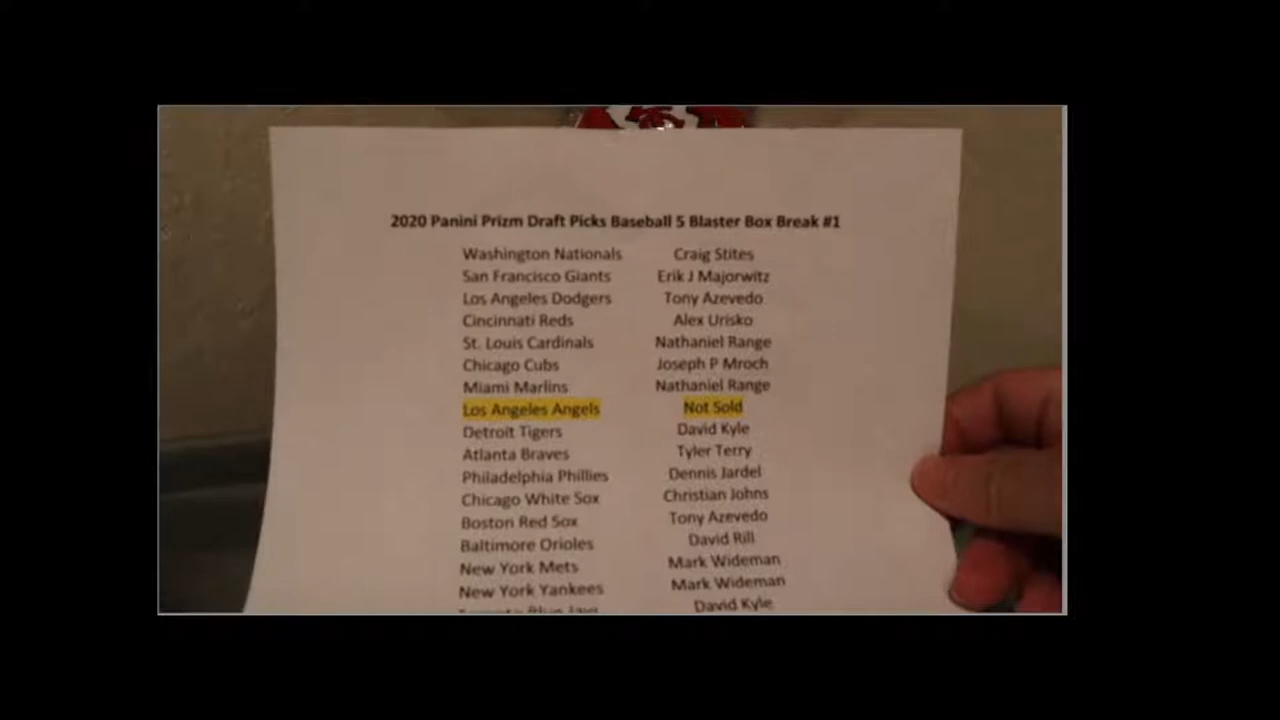 2020 Panini Prizm Draft Picks Baseball 5 Blaster Box Break #1
Washington Nationals Craig Stites
San Francisco Giants Erik J Majorwitz
Los Angeles Dodgers Tony Azevedo
Cincinnati Reds Alex Urisko
St. Louis Cardinals Nathaniel Range
Chicago Cubs Joseph P Mroch
Miami Marlins Nathaniel Range
Los Angeles Angels Not Sold
Detroit Tigers David Kyle
Atlanta Braves Tyler Terry
Philadelphia Phillies Dennis Jardel
Chicago White Sox Christian Johns
Boston Red Sox Tony Azevedo
Baltimore Orioles David Rill
New York Mets Mark Wideman
New York Yankees Mark Wideman
David Kyle